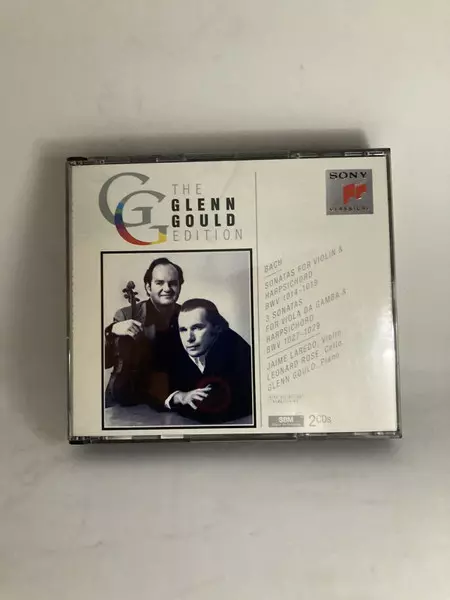 GG
THE
GLENN
GOULD
EDITION
SONY
CLASSICAL
BACH
SONATAS FOR VIOLIN &
HARPSICHORD
BWV 1014-1019
3 SONATAS
FOR VIOLA DA GAMBA &
HARPSICHORD
BWV 1027-1029
JAIME LAREDO, Violin
LEONARD ROSE, Cello
GLENN GOULD, Piano
SBM
2CDs